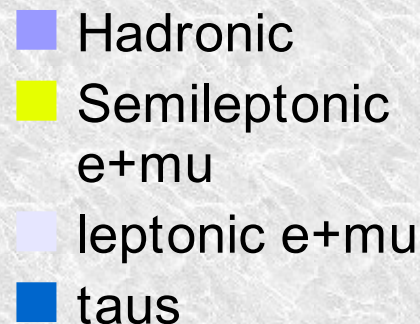 Hadronic
Semileptonic
e+mu
leptonic e+mu
taus